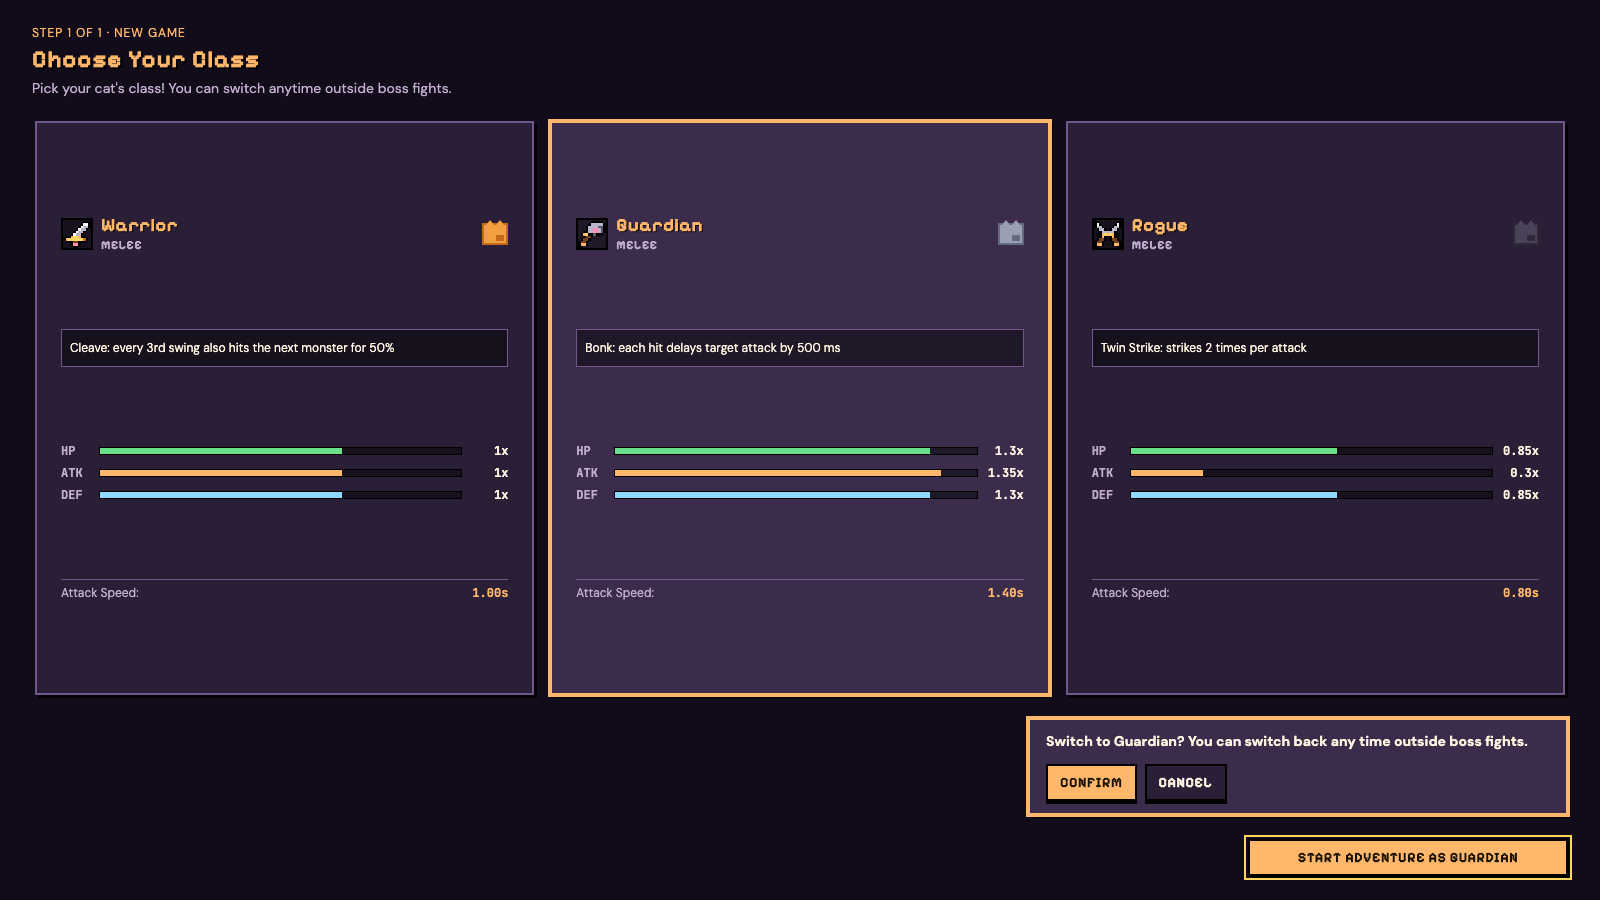 STEP 1 OF 1 · NEW GAME
Choose Your Class
Pick your cat's class! You can switch anytime outside boss fights.
Warrior
MELEE
Cleave: every 3rd swing also hits the next monster for 50%
HP 1x
ATK 1x
DEF 1x
Attack Speed: 1.00s
Guardian
MELEE
Bonk: each hit delays target attack by 500 ms
HP 1.3x
ATK 1.35x
DEF 1.3x
Attack Speed: 1.40s
Rogue
MELEE
Twin Strike: strikes 2 times per attack
HP 0.85x
ATK 0.3x
DEF 0.85x
Attack Speed: 0.80s
Switch to Guardian? You can switch back any time outside boss fights.
CONFIRM CANCEL
START ADVENTURE AS GUARDIAN